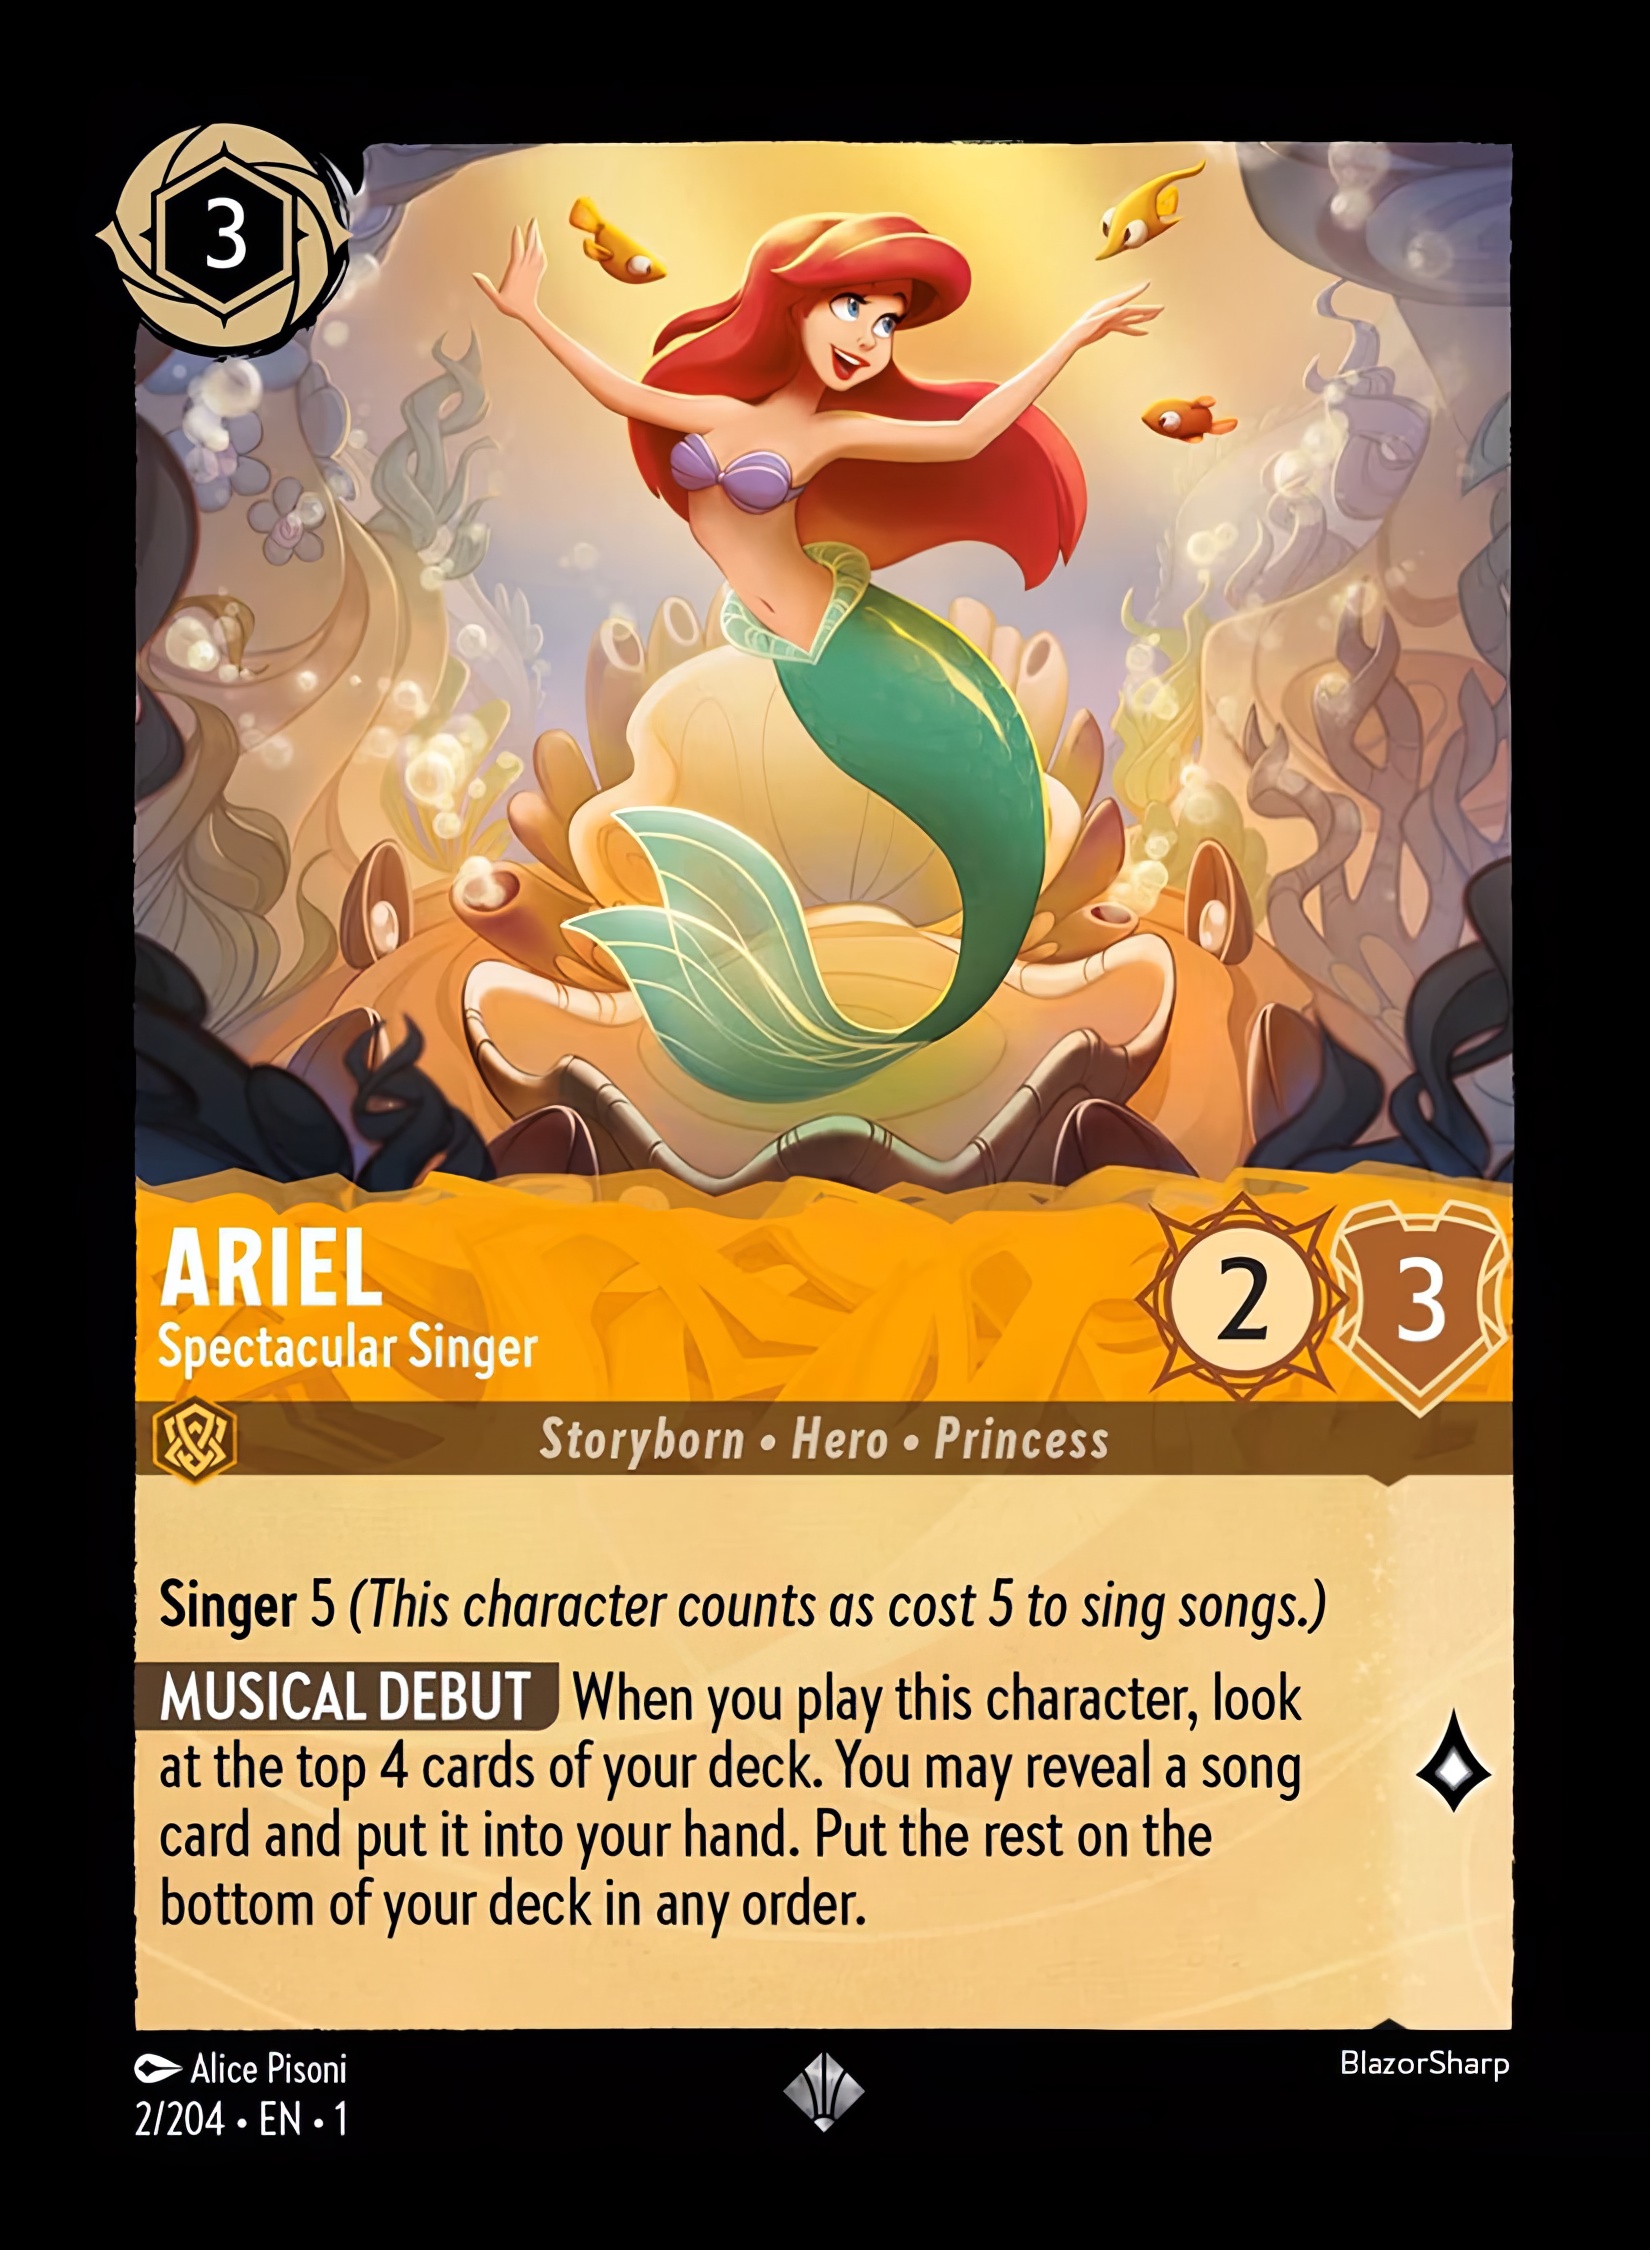 3
ARIEL
Spectacular Singer
2 3
Storyborn • Hero • Princess
Singer 5 (This character counts as cost 5 to sing songs.)
MUSICAL DEBUT When you play this character, look
at the top 4 cards of your deck. You may reveal a song
card and put it into your hand. Put the rest on the
bottom of your deck in any order.
Alice Pisoni
BlazorSharp
2/204 • EN • 1